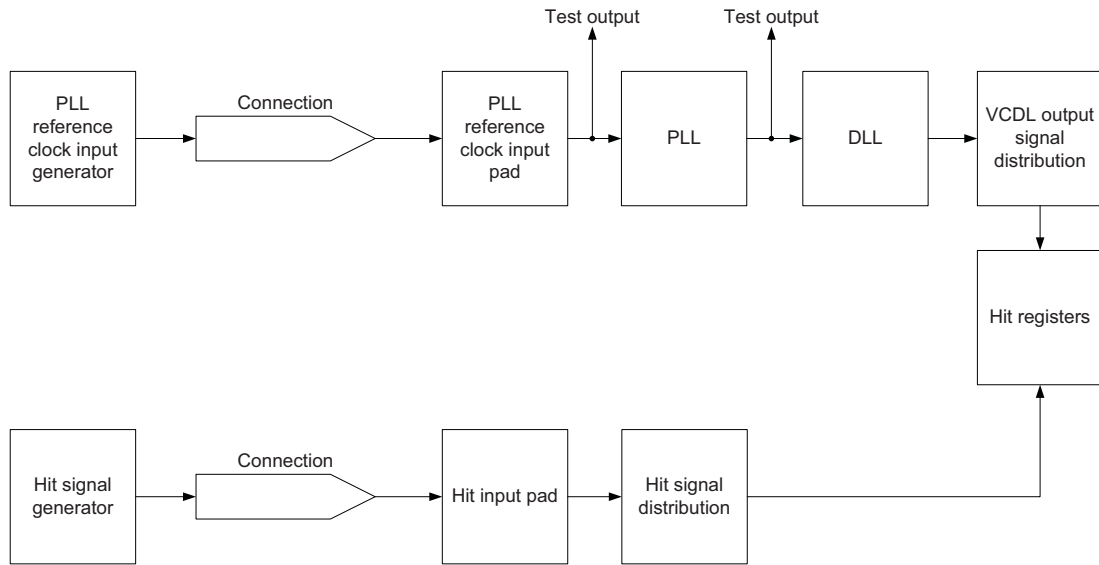 Test output
Test output
PLL
reference
clock input
generator
Connection
PLL
reference
clock input
pad
PLL
DLL
VCDL output
signal
distribution
Hit registers
Hit signal
generator
Connection
Hit input pad
Hit signal
distribution